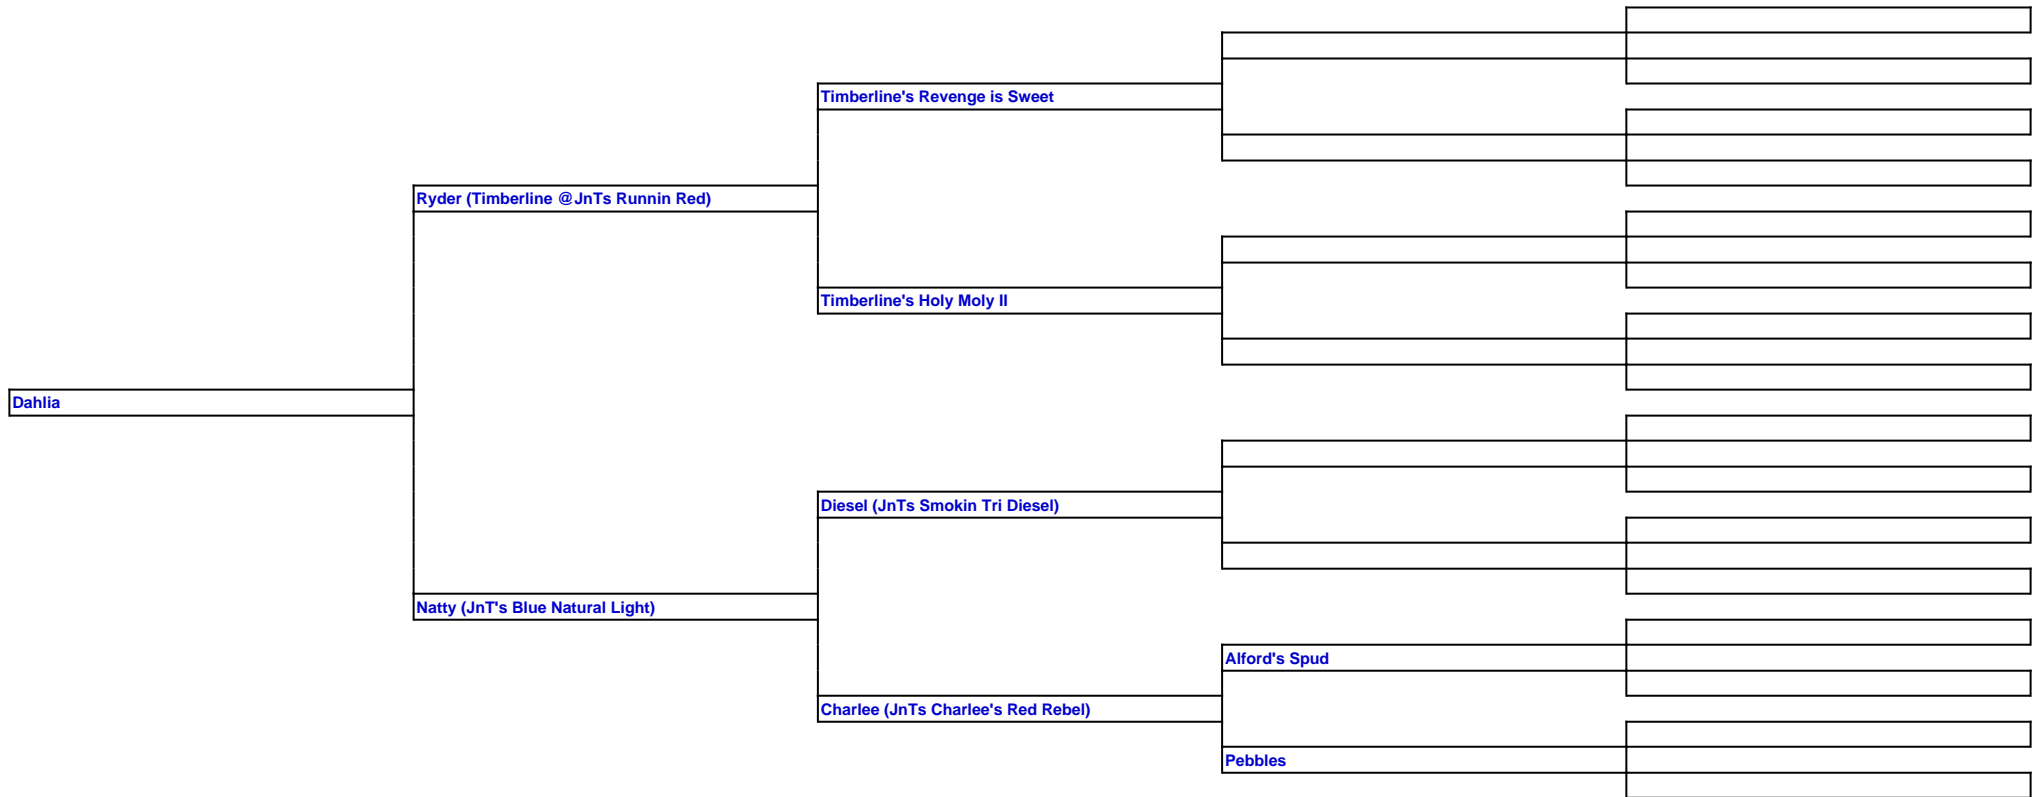 Timberline's Revenge is Sweet
Ryder (Timberline @JnTs Runnin Red)
Timberline's Holy Moly II
Dahlia
Diesel (JnTs Smokin Tri Diesel)
Natty (JnT's Blue Natural Light)
Alford's Spud
Charlee (JnTs Charlee's Red Rebel)
Pebbles